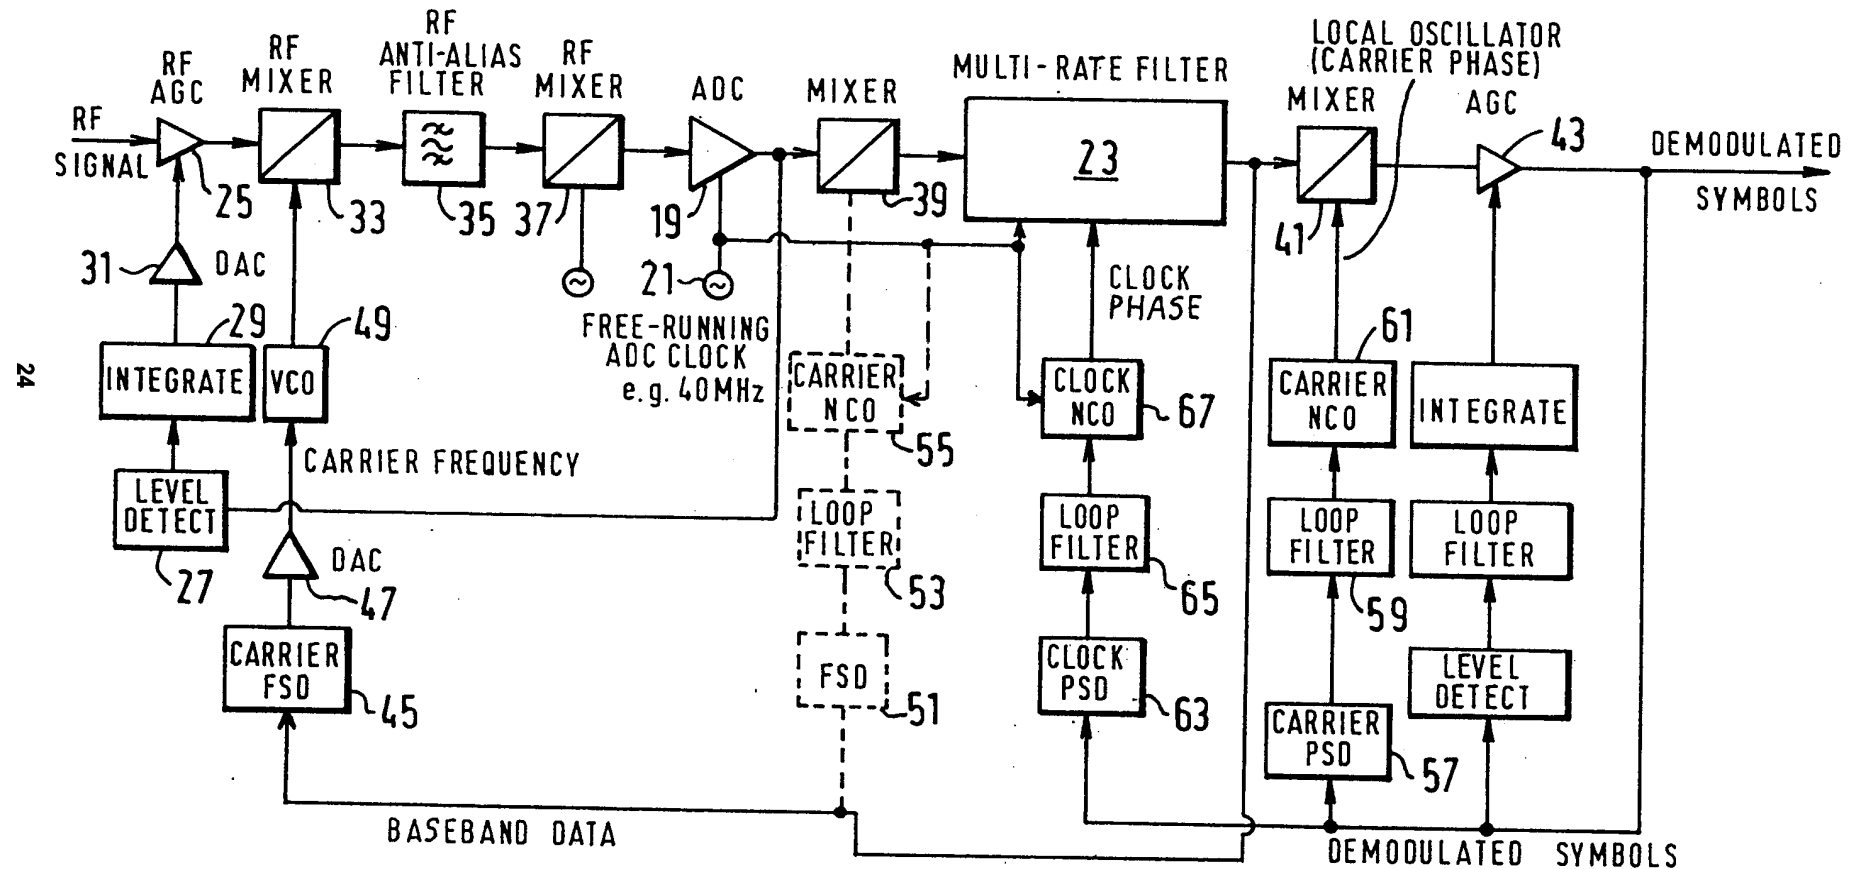 RF
SIGNAL
RF
AGC
25
31
DAC
29
INTEGRATE
LEVEL
DETECT
27
RF
MIXER
33
49
VCO
CARRIER FREQUENCY
DAC
47
CARRIER
FSD
45
RF
ANTI-ALIAS
FILTER
35
RF
MIXER
37
ADC
19
21
FREE-RUNNING
ADC CLOCK
e.g. 40MHz
MIXER
39
CARRIER
NCO
55
LOOP
FILTER
53
FSD
51
BASEBAND DATA
MULTI-RATE FILTER
23
CLOCK
PHASE
CLOCK
NCO
67
LOOP
FILTER
65
CLOCK
PSD
63
LOCAL OSCILLATOR
(CARRIER PHASE)
MIXER
41
61
CARRIER
NCO
LOOP
FILTER
59
CARRIER
PSD
57
AGC
43
INTEGRATE
LOOP
FILTER
LEVEL
DETECT
DEMODULATED
SYMBOLS
DEMODULATED SYMBOLS
24